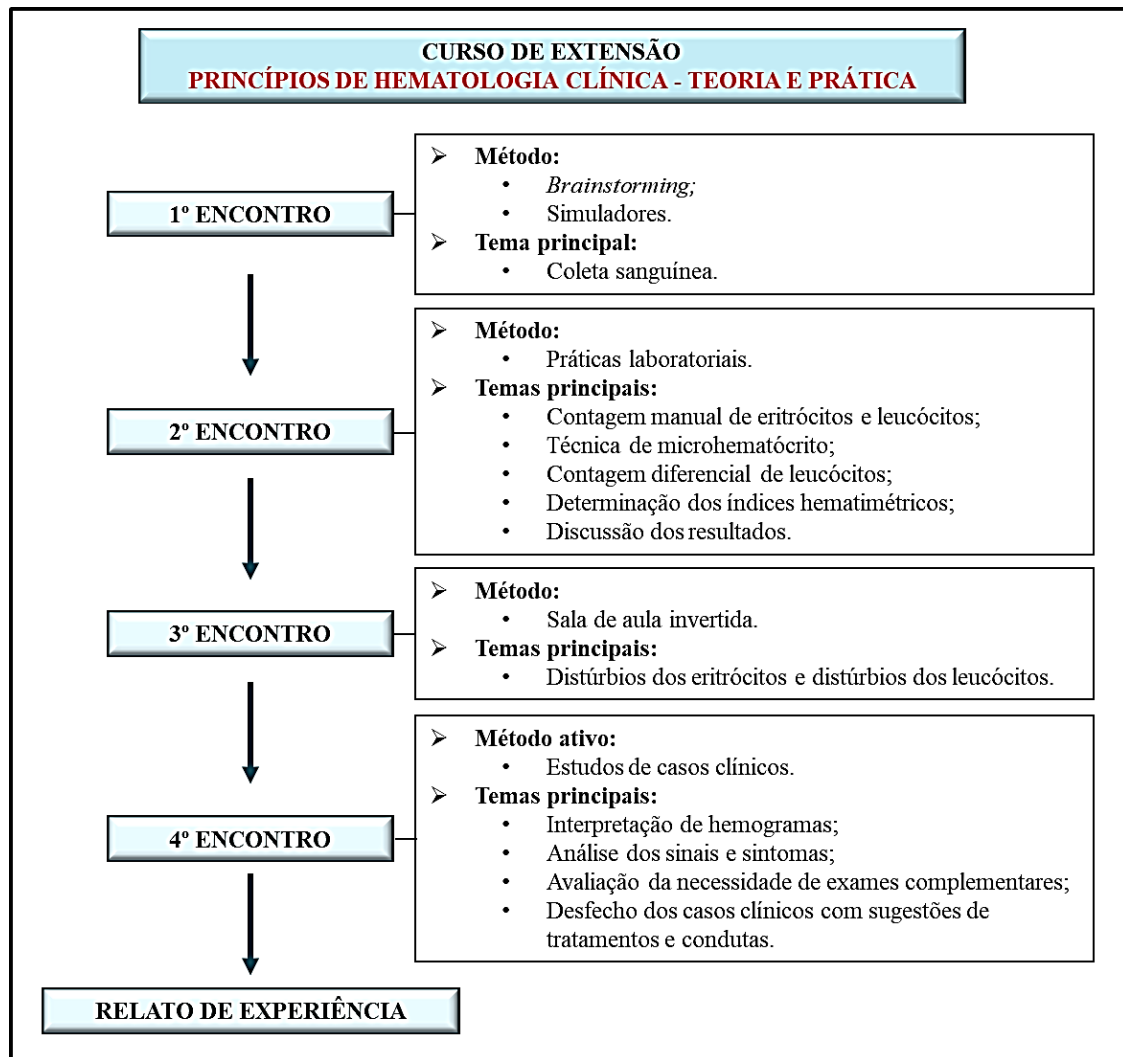 CURSO DE EXTENSÃO
PRINCÍPIOS DE HEMATOLOGIA CLÍNICA - TEORIA E PRÁTICA
1º ENCONTRO
➢ Método:
• Brainstorming;
• Simuladores.
➢ Tema principal:
• Coleta sanguínea.
2º ENCONTRO
➢ Método:
• Práticas laboratoriais.
➢ Temas principais:
• Contagem manual de eritrócitos e leucócitos;
• Técnica de microhematócrito;
• Contagem diferencial de leucócitos;
• Determinação dos índices hematimétricos;
• Discussão dos resultados.
3º ENCONTRO
➢ Método:
• Sala de aula invertida.
➢ Temas principais:
• Distúrbios dos eritrócitos e distúrbios dos leucócitos.
4º ENCONTRO
➢ Método ativo:
• Estudos de casos clínicos.
➢ Temas principais:
• Interpretação de hemogramas;
• Análise dos sinais e sintomas;
• Avaliação da necessidade de exames complementares;
• Desfecho dos casos clínicos com sugestões de
tratamentos e condutas.
RELATO DE EXPERIÊNCIA